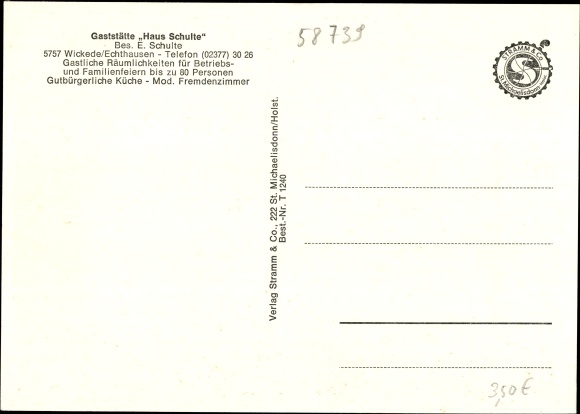 Gaststätte „Haus Schulte"
Bes. E. Schulte
5757 Wickede/Echthausen - Telefon (02377) 30 26
Gastliche Räumlichkeiten für Betriebs-
und Familienfeiern bis zu 80 Personen
Gutbürgerliche Küche - Mod. Fremdenzimmer
58739
STRAMM & Co.
St. Michaelisdonn
Verlag Stramm & Co., 222 St. Michaelisdonn/Holst.
Best.-Nr. T 1240
3,50 €